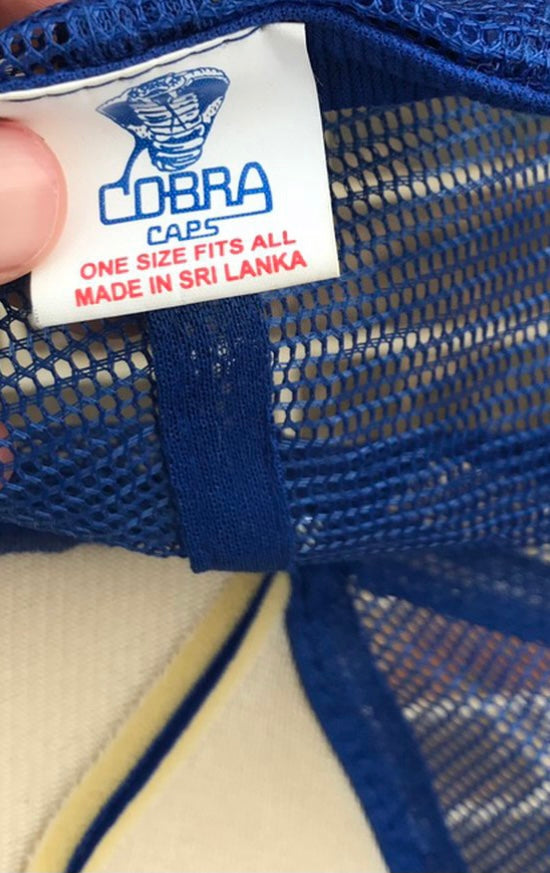 COBRA
CAPS
ONE SIZE FITS ALL
MADE IN SRI LANKA